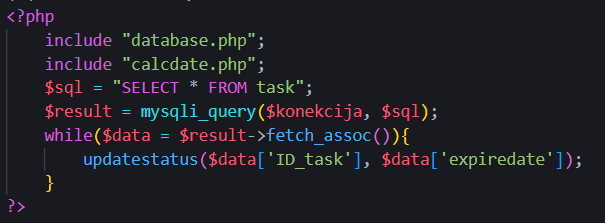 <?php
    include "database.php";
    include "calcdate.php";
    $sql = "SELECT * FROM task";
    $result = mysqli_query($konekcija, $sql);
    while($data = $result->fetch_assoc()){
        updatestatus($data['ID_task'], $data['expiredate']);
    }
?>